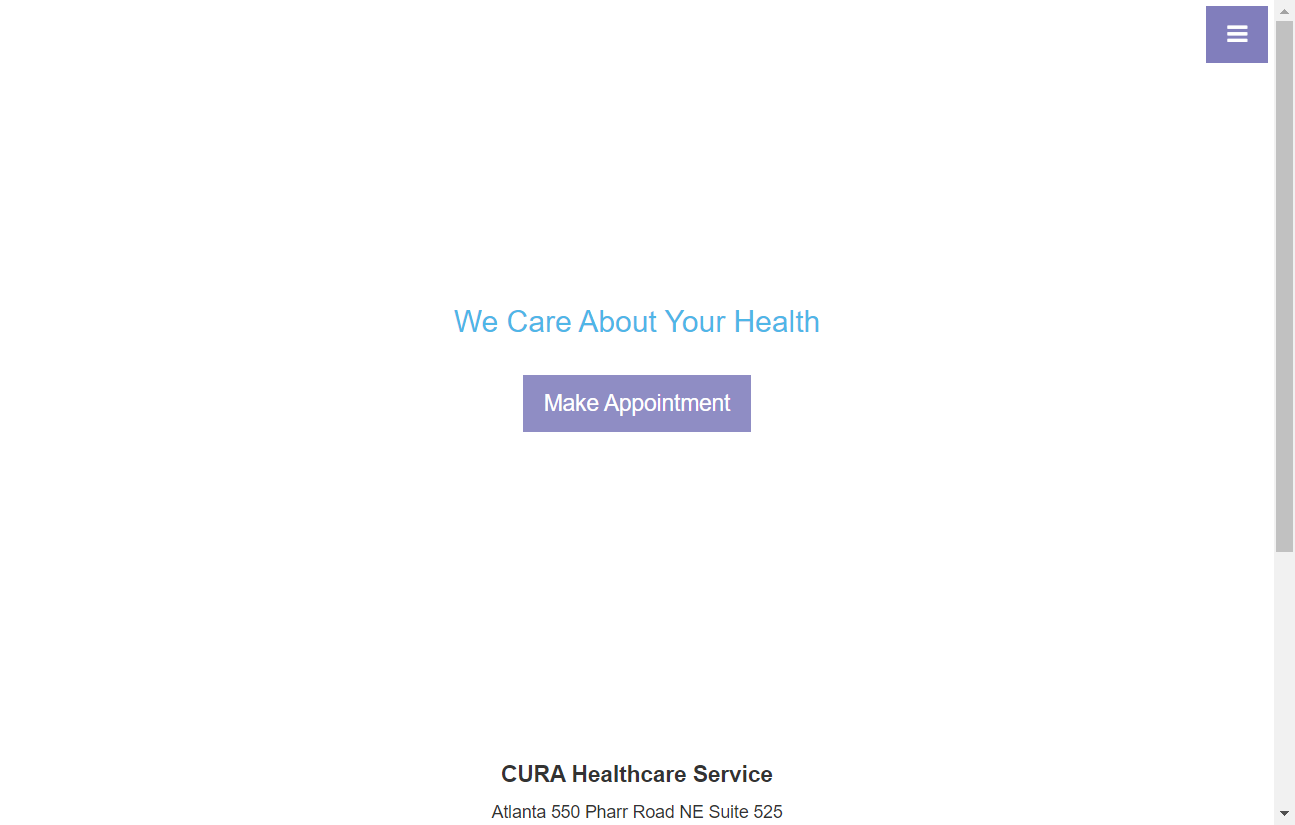 We Care About Your Health
Make Appointment
CURA Healthcare Service
Atlanta 550 Pharr Road NE Suite 525